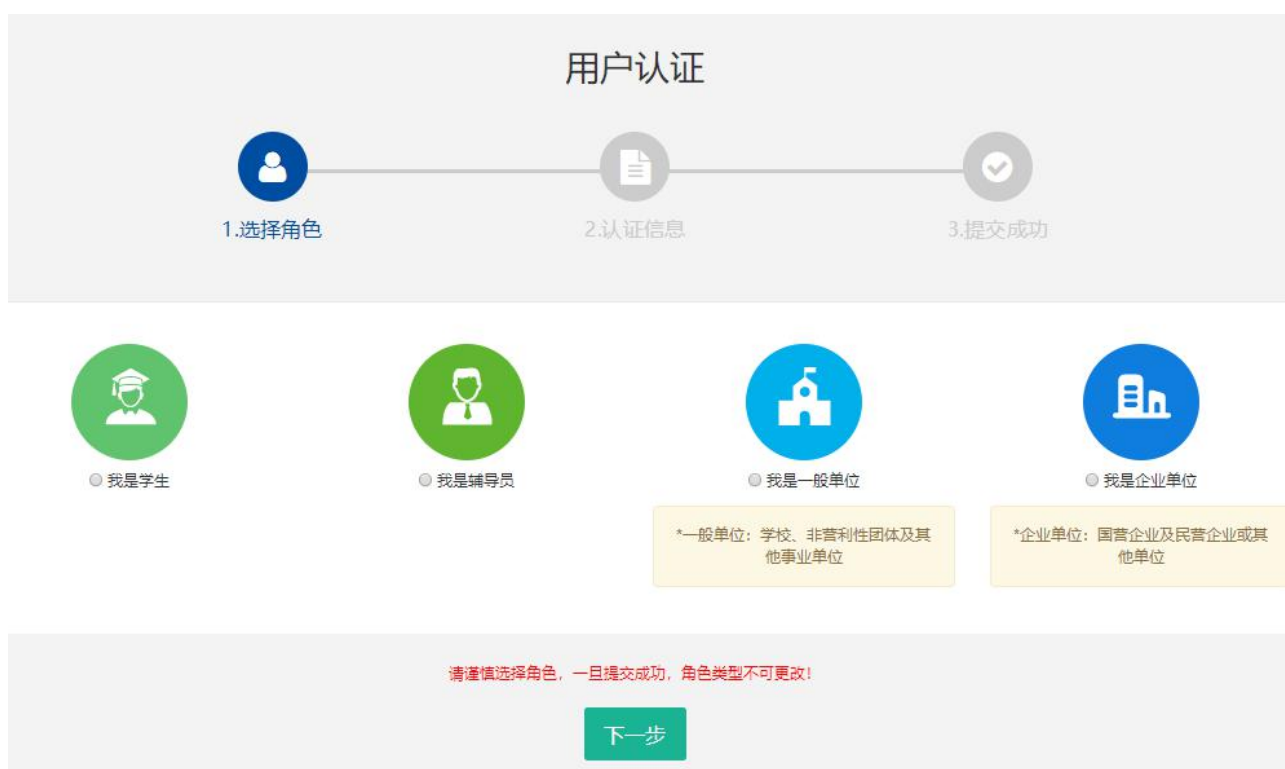 用户认证
1.选择角色
2.认证信息
3.提交成功
我是学生
我是辅导员
我是一般单位
我是企业单位
*一般单位：学校、非营利性团体及其
他事业单位
*企业单位：国营企业及民营企业或其
他单位
请谨慎选择角色，一旦提交成功，角色类型不可更改！
下一步